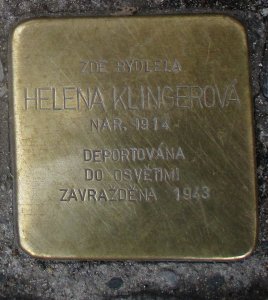 ZDE BYDLELA
HELENA KLINGEROVÁ
NAR. 1914
DEPORTOVÁNA
DO OSVĚTIMI
ZAVRAŽDĚNA 1943